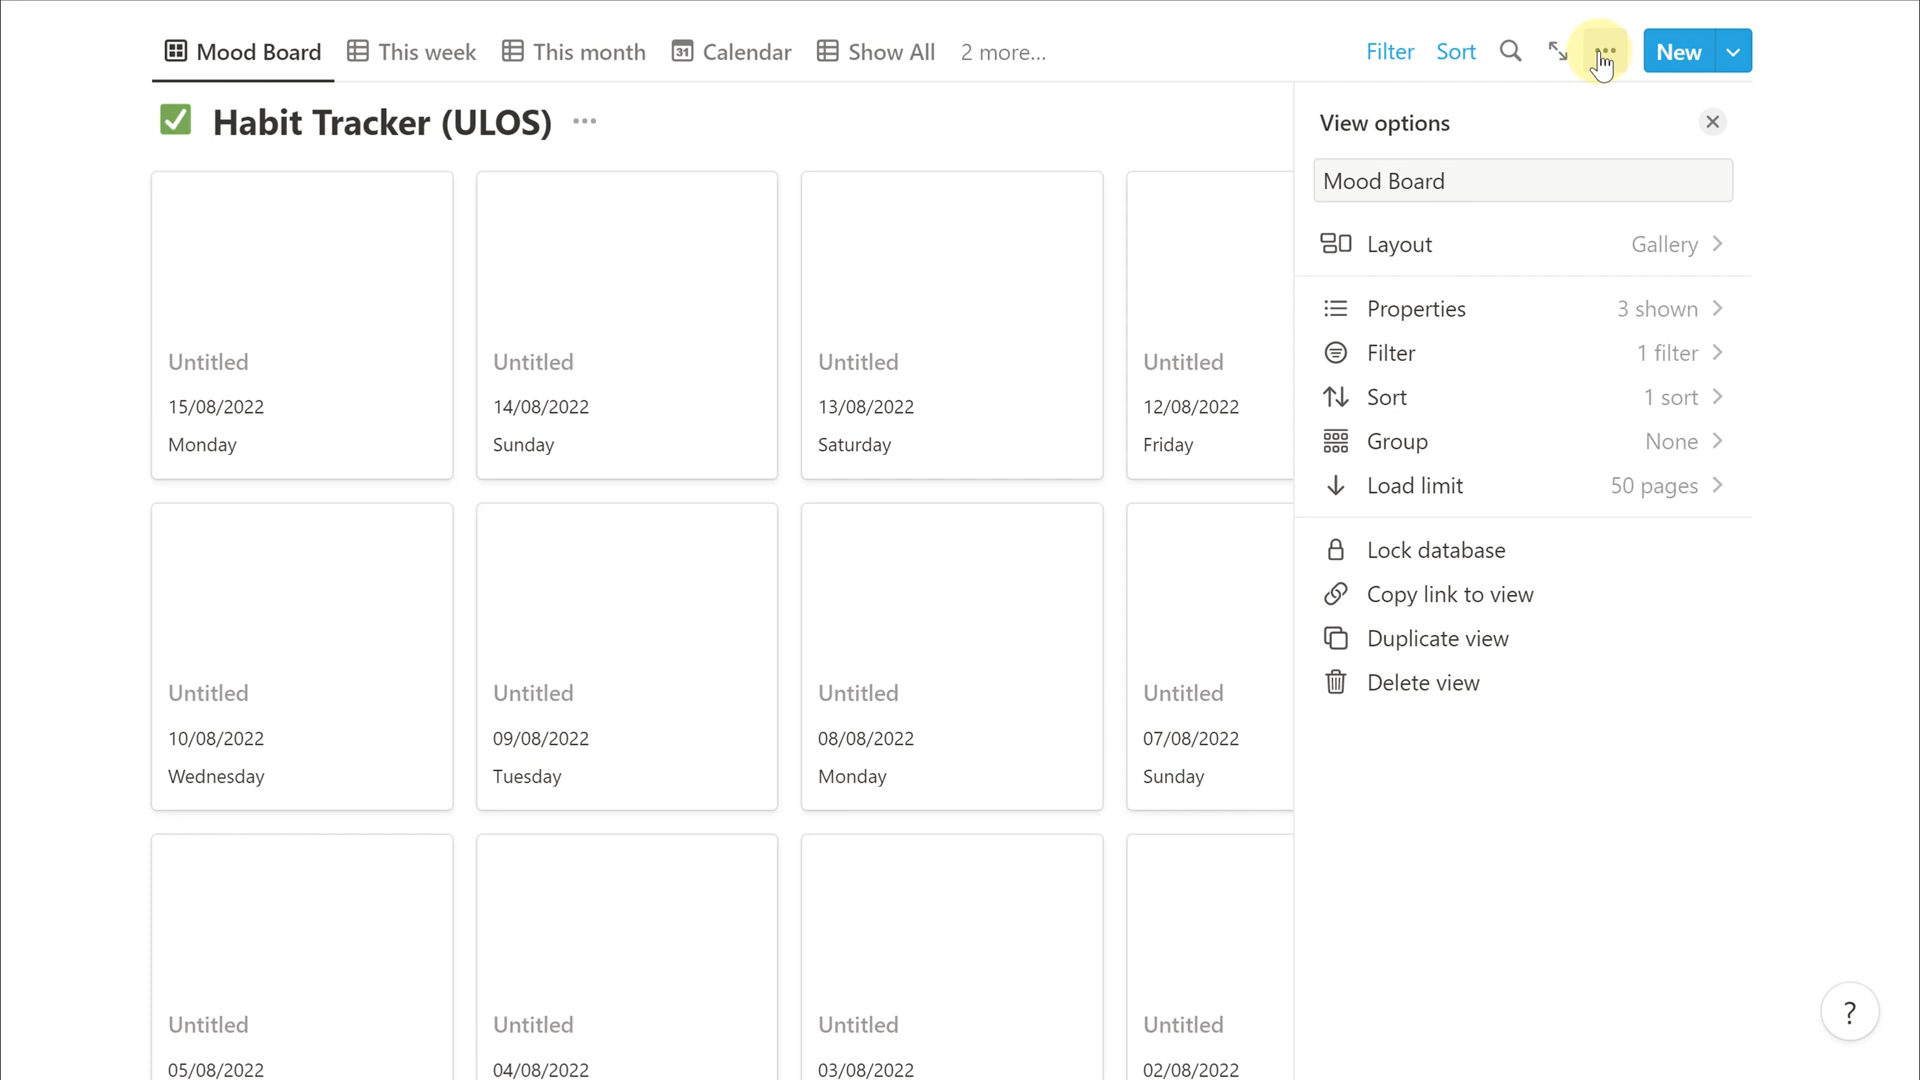 Mood Board This week This month 31 Calendar Show All 2 more... Filter Sort New
Habit Tracker (ULOS) ...
View options
Mood Board
Layout Gallery
Properties 3 shown
Filter 1 filter
Sort 1 sort
Group None
Load limit 50 pages
Lock database
Copy link to view
Duplicate view
Delete view
Untitled Untitled Untitled Untitled
15/08/2022 14/08/2022 13/08/2022 12/08/2022
Monday Sunday Saturday Friday
Untitled Untitled Untitled Untitled
10/08/2022 09/08/2022 08/08/2022 07/08/2022
Wednesday Tuesday Monday Sunday
Untitled Untitled Untitled Untitled
05/08/2022 04/08/2022 03/08/2022 02/08/2022
?